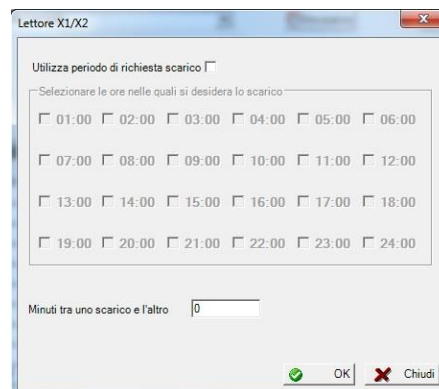 Lettore X1/X2
Utilizza periodo di richiesta scarico
Selezionare le ore nelle quali si desidera lo scarico
01:00 02:00 03:00 04:00 05:00 06:00
07:00 08:00 09:00 10:00 11:00 12:00
13:00 14:00 15:00 16:00 17:00 18:00
19:00 20:00 21:00 22:00 23:00 24:00
Minuti tra uno scarico e l'altro 0
OK Chiudi